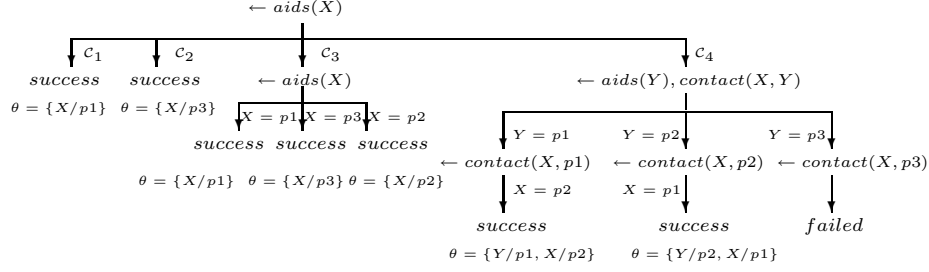 ← aids(X)
C1 C2 C3 C4
success success ← aids(X) ← aids(Y), contact(X, Y)
θ = {X/p1} θ = {X/p3}
X = p1 X = p3 X = p2
Y = p1 Y = p2 Y = p3
success success success
← contact(X, p1) ← contact(X, p2) ← contact(X, p3)
θ = {X/p1} θ = {X/p3} θ = {X/p2}
X = p2 X = p1
success success failed
θ = {Y/p1, X/p2} θ = {Y/p2, X/p1}